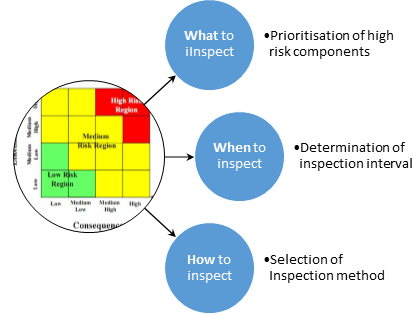 What to
iInspect
•Prioritisation of high
risk components
High
Region
Medium
High
Medium
Risk Region
Medium
Low
Low Risk
Region
Low
Low
Medium
Low
Medium
High
High
When to
inspect
•Determination of
inspection interval
How to
inspect
•Selection of
Inspection method